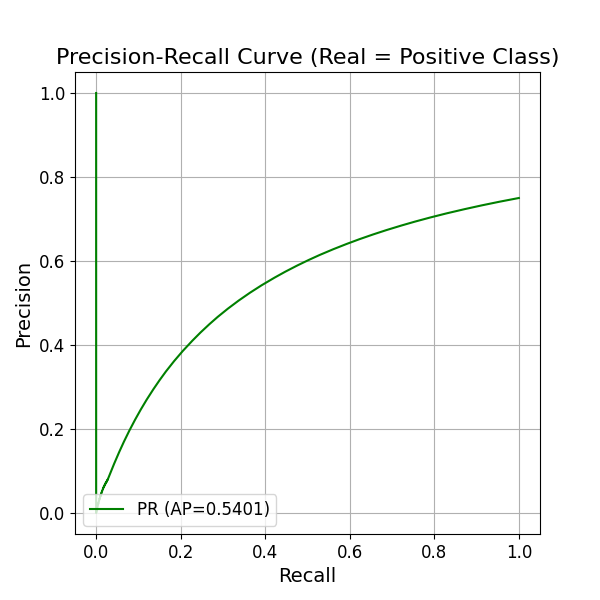 Precision-Recall Curve (Real = Positive Class)
1.0
0.8
0.6
0.4
0.2
0.0
Precision
PR (AP=0.5401)
0.0 0.2 0.4 0.6 0.8 1.0
Recall